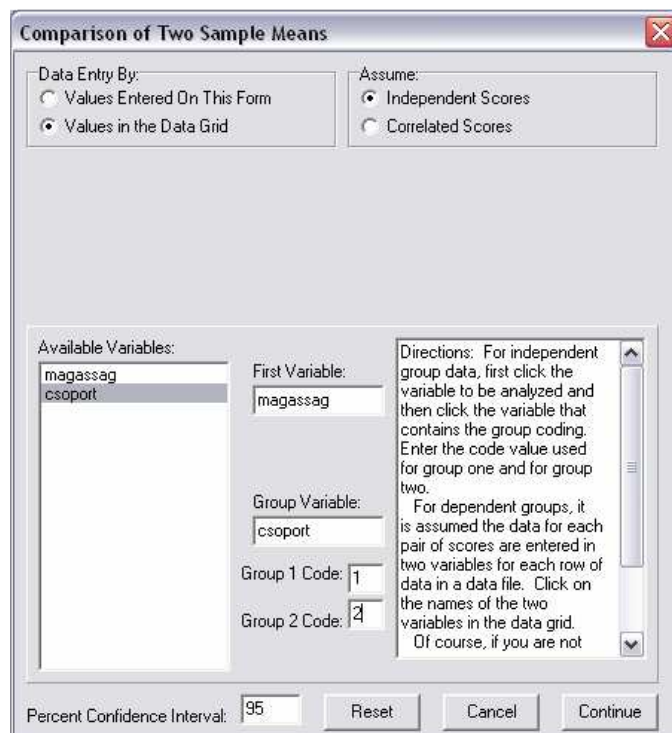 Comparison of Two Sample Means
Data Entry By:
Values Entered On This Form
Values in the Data Grid
Assume:
Independent Scores
Correlated Scores
Available Variables:
magassag
csoport
First Variable:
magassag
Group Variable:
csoport
Group 1 Code: 1
Group 2 Code: 2
Directions: For independent
group data, first click the
variable to be analyzed and
then click the variable that
contains the group coding.
Enter the code value used
for group one and for group
two.
For dependent groups, it
is assumed the data for each
pair of scores are entered in
two variables for each row of
data in a data file. Click on
the names of the two
variables in the data grid.
Of course, if you are not
Percent Confidence Interval: 95
Reset
Cancel
Continue